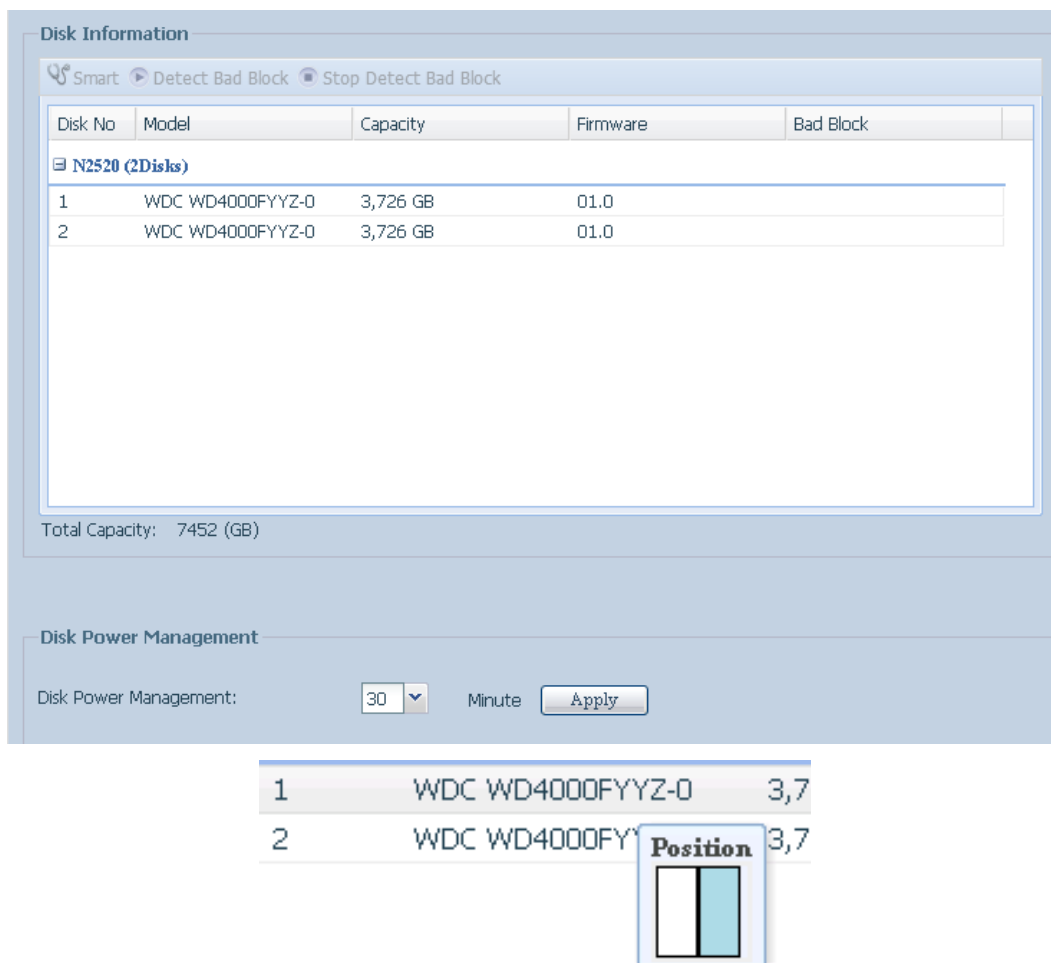 Disk Information
Smart Detect Bad Block Stop Detect Bad Block
Disk No Model Capacity Firmware Bad Block
N2520 (2Disks)
1 WDC WD4000FYYZ-0 3,726 GB 01.0
2 WDC WD4000FYYZ-0 3,726 GB 01.0
Total Capacity: 7452 (GB)
Disk Power Management
Disk Power Management: 30 Minute Apply
1 WDC WD4000FYYZ-0 3,7
2 WDC WD4000FY 3,7
Position